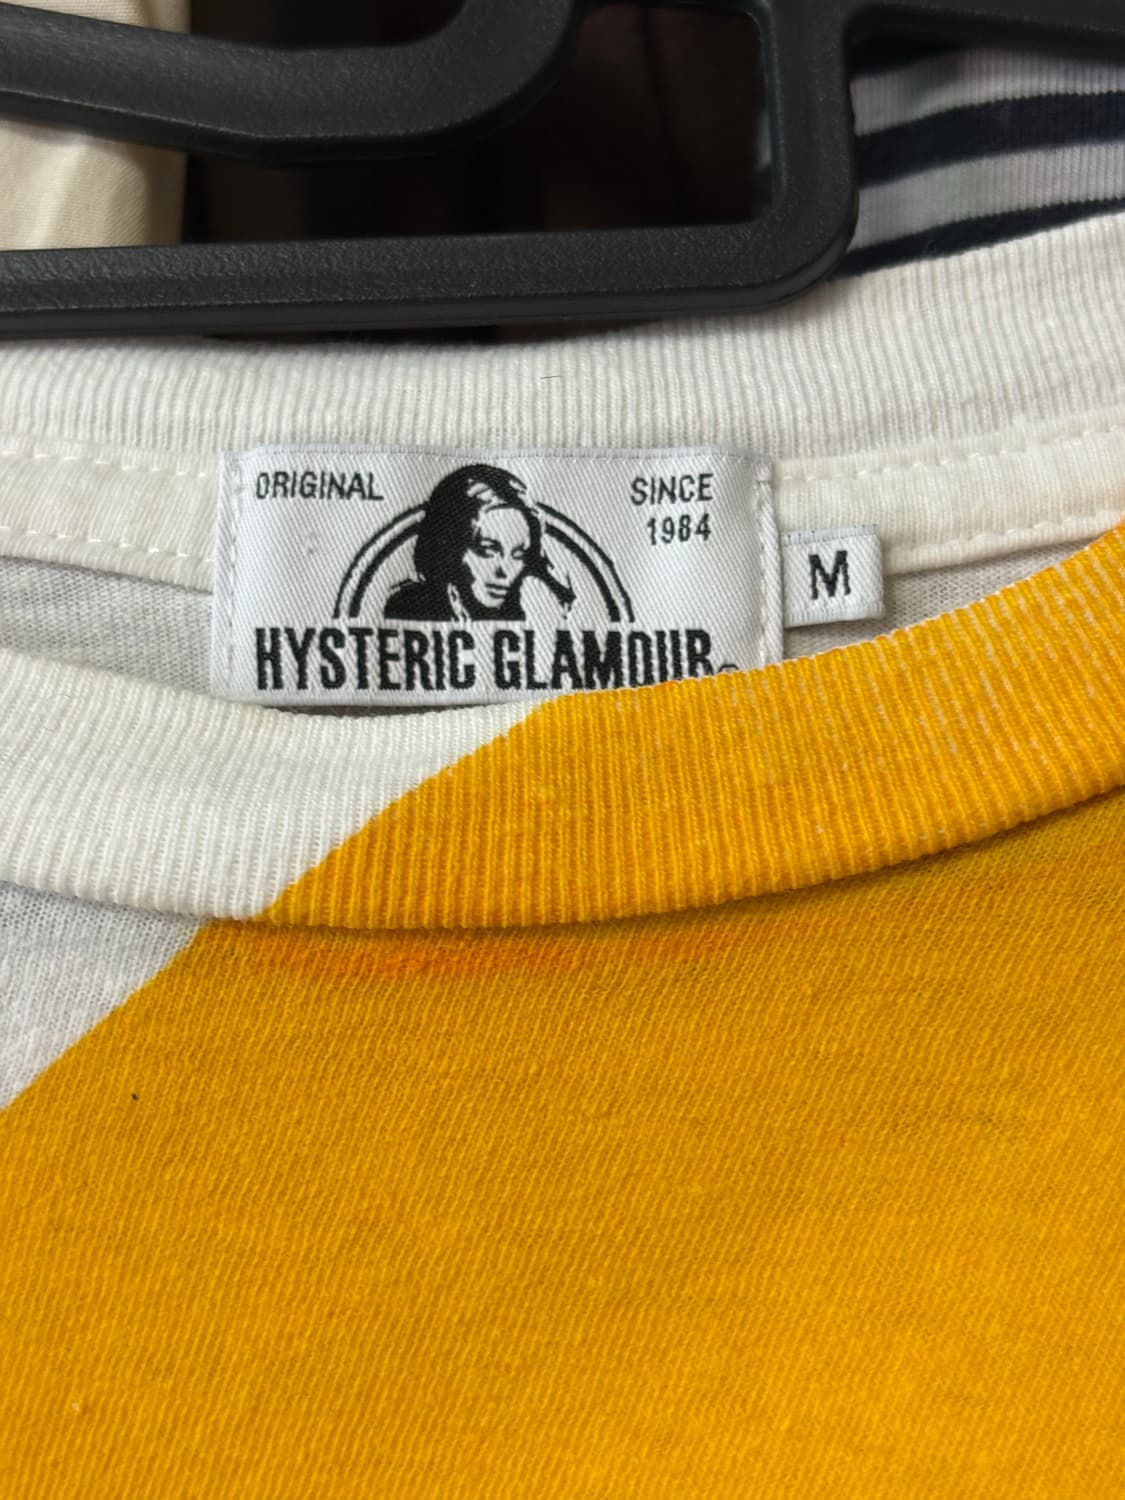 ORIGINAL
SINCE
1984
HYSTERIC GLAMOUR
M